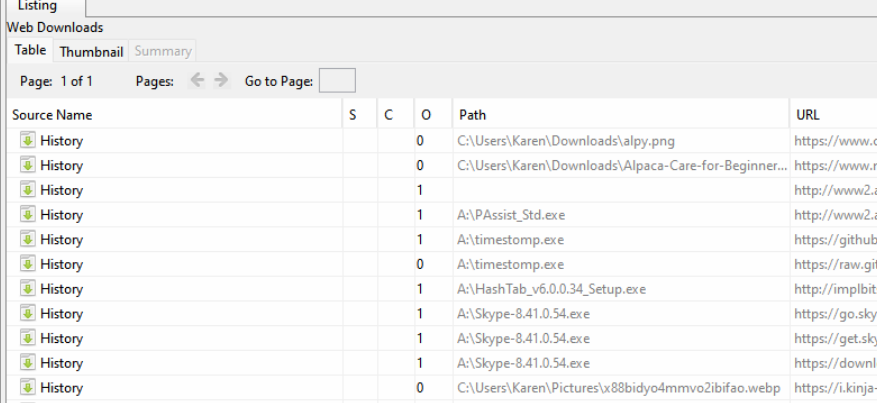 Listing
Web Downloads
Table Thumbnail Summary
Page: 1 of 1 Pages: Go to Page:
Source Name S C O Path URL
History 0 C:\Users\Karen\Downloads\alpy.png https://www.
History 0 C:\Users\Karen\Downloads\Alpaca-Care-for-Beginner... https://www.r
History 1 http://www2.a
History 1 A:\PAssist_Std.exe http://www2.a
History 1 A:\timestomp.exe https://github
History 0 A:\timestomp.exe https://raw.git
History 1 A:\HashTab_v6.0.0.34_Setup.exe http://implbit
History 1 A:\Skype-8.41.0.54.exe https://go.sky
History 1 A:\Skype-8.41.0.54.exe https://get.sky
History 1 A:\Skype-8.41.0.54.exe https://downl
History 0 C:\Users\Karen\Pictures\x88bidyo4mmvo2ibifao.webp https://i.kinja-